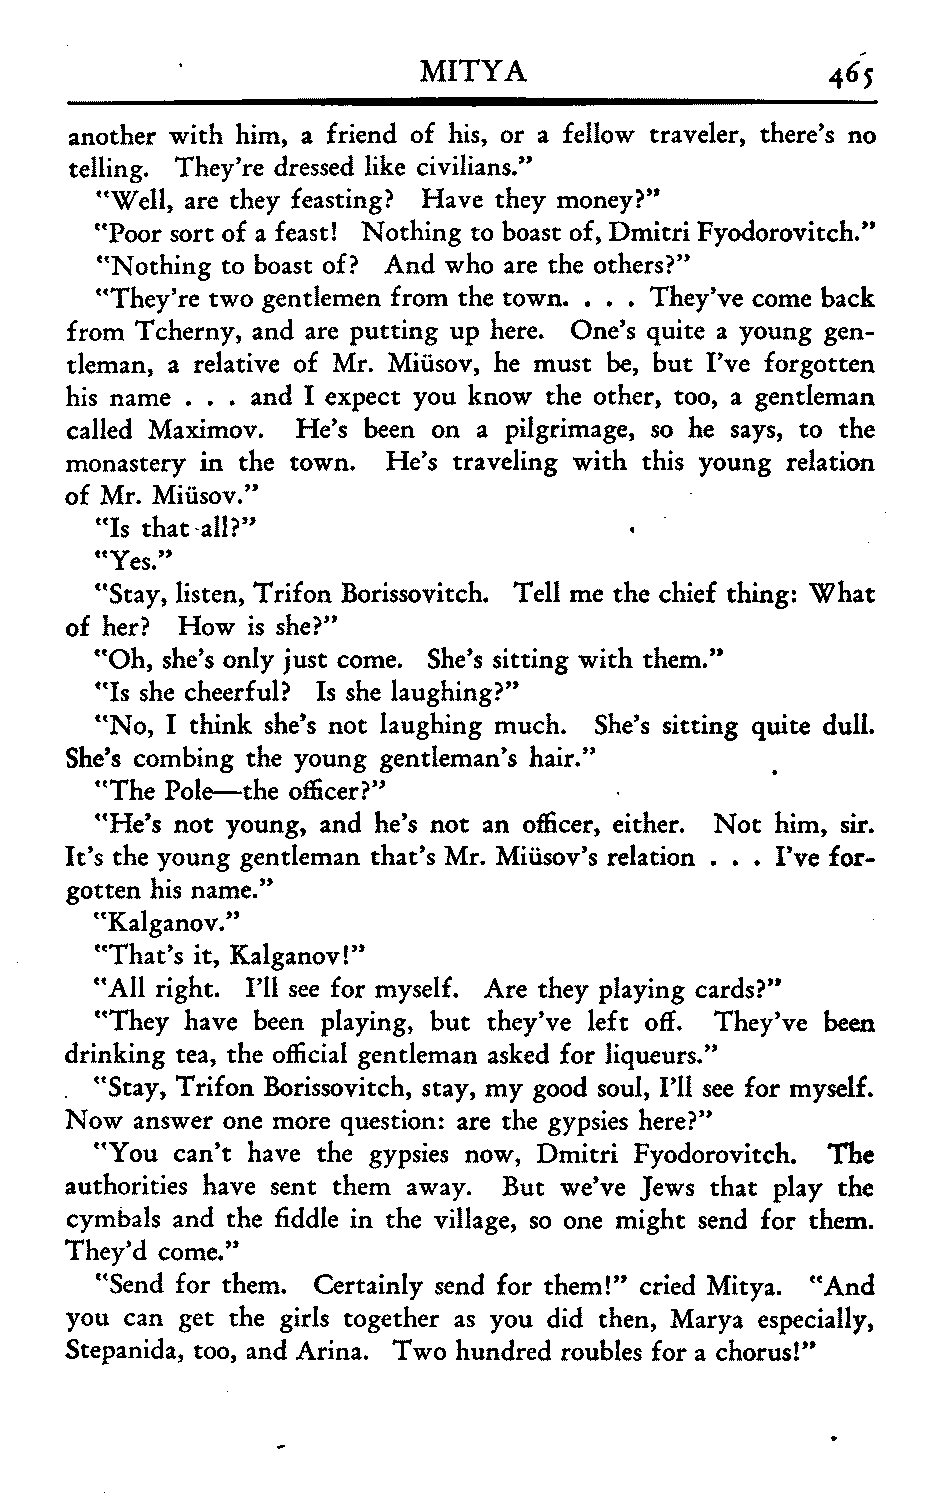 MITYA 465
another with him, a friend of his, or a fellow traveler, there's no
telling. They're dressed like civilians."
"Well, are they feasting? Have they money?"
"Poor sort of a feast! Nothing to boast of, Dmitri Fyodorovitch."
"Nothing to boast of? And who are the others?"
"They're two gentlemen from the town. . . . They've come back
from Tcherny, and are putting up here. One's quite a young gen-
tleman, a relative of Mr. Miüsov, he must be, but I've forgotten
his name . . . and I expect you know the other, too, a gentleman
called Maximov. He's been on a pilgrimage, so he says, to the
monastery in the town. He's traveling with this young relation
of Mr. Miüsov."
"Is that all?"
"Yes."
"Stay, listen, Trifon Borissovitch. Tell me the chief thing: What
of her? How is she?"
"Oh, she's only just come. She's sitting with them."
"Is she cheerful? Is she laughing?"
"No, I think she's not laughing much. She's sitting quite dull.
She's combing the young gentleman's hair."
"The Pole—the officer?"
"He's not young, and he's not an officer, either. Not him, sir.
It's the young gentleman that's Mr. Miüsov's relation . . . I've for-
gotten his name."
"Kalganov."
"That's it, Kalganov!"
"All right. I'll see for myself. Are they playing cards?"
"They have been playing, but they've left off. They've been
drinking tea, the official gentleman asked for liqueurs."
"Stay, Trifon Borissovitch, stay, my good soul, I'll see for myself.
Now answer one more question: are the gypsies here?"
"You can't have the gypsies now, Dmitri Fyodorovitch. The
authorities have sent them away. But we've Jews that play the
cymbals and the fiddle in the village, so one might send for them.
They'd come."
"Send for them. Certainly send for them!" cried Mitya. "And
you can get the girls together as you did then, Marya especially,
Stepanida, too, and Arina. Two hundred roubles for a chorus!"